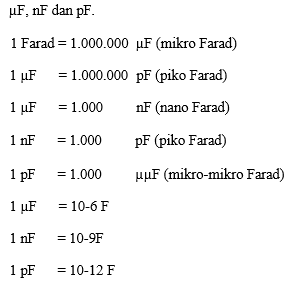 µF, nF dan pF.
1 Farad = 1.000.000 µF (mikro Farad)
1 µF = 1.000.000 pF (piko Farad)
1 µF = 1.000 nF (nano Farad)
1 nF = 1.000 pF (piko Farad)
1 pF = 1.000 µµF (mikro-mikro Farad)
1 µF = 10-6 F
1 nF = 10-9F
1 pF = 10-12 F